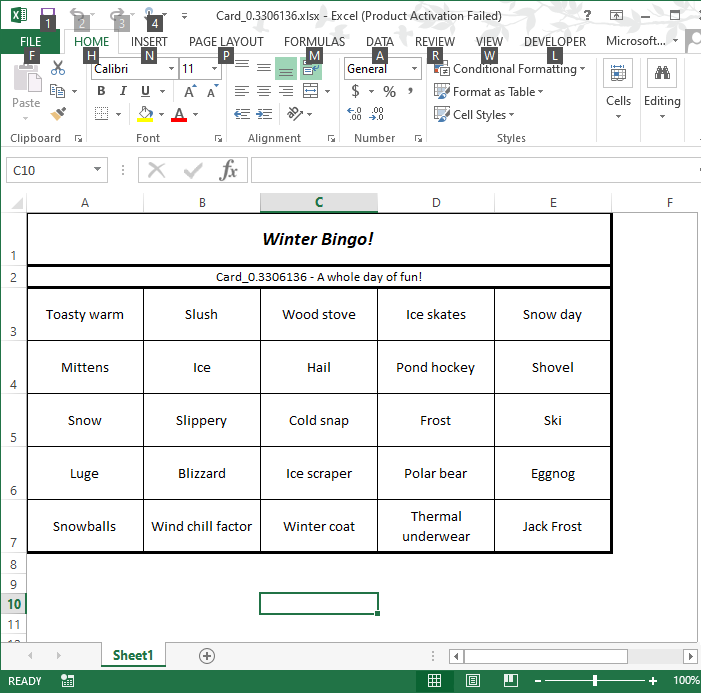 Card_0.3306136.xlsx - Excel (Product Activation Failed)
1 2 3 4
FILE HOME INSERT PAGE LAYOUT FORMULAS DATA REVIEW VIEW DEVELOPER Microsoft...
F H N P M A R W L
Paste
Calibri 11
General
Conditional Formatting
Format as Table
Cell Styles
Cells
Editing
B I U A A
A
$ % ,
Clipboard Font Alignment Number Styles
C10
fx
A B C D E F
1 Winter Bingo!
2 Card_0.3306136 - A whole day of fun!
3 Toasty warm Slush Wood stove Ice skates Snow day
4 Mittens Ice Hail Pond hockey Shovel
5 Snow Slippery Cold snap Frost Ski
6 Luge Blizzard Ice scraper Polar bear Eggnog
7 Snowballs Wind chill factor Winter coat Thermal underwear Jack Frost
8
9
10
11
Sheet1
READY
100%